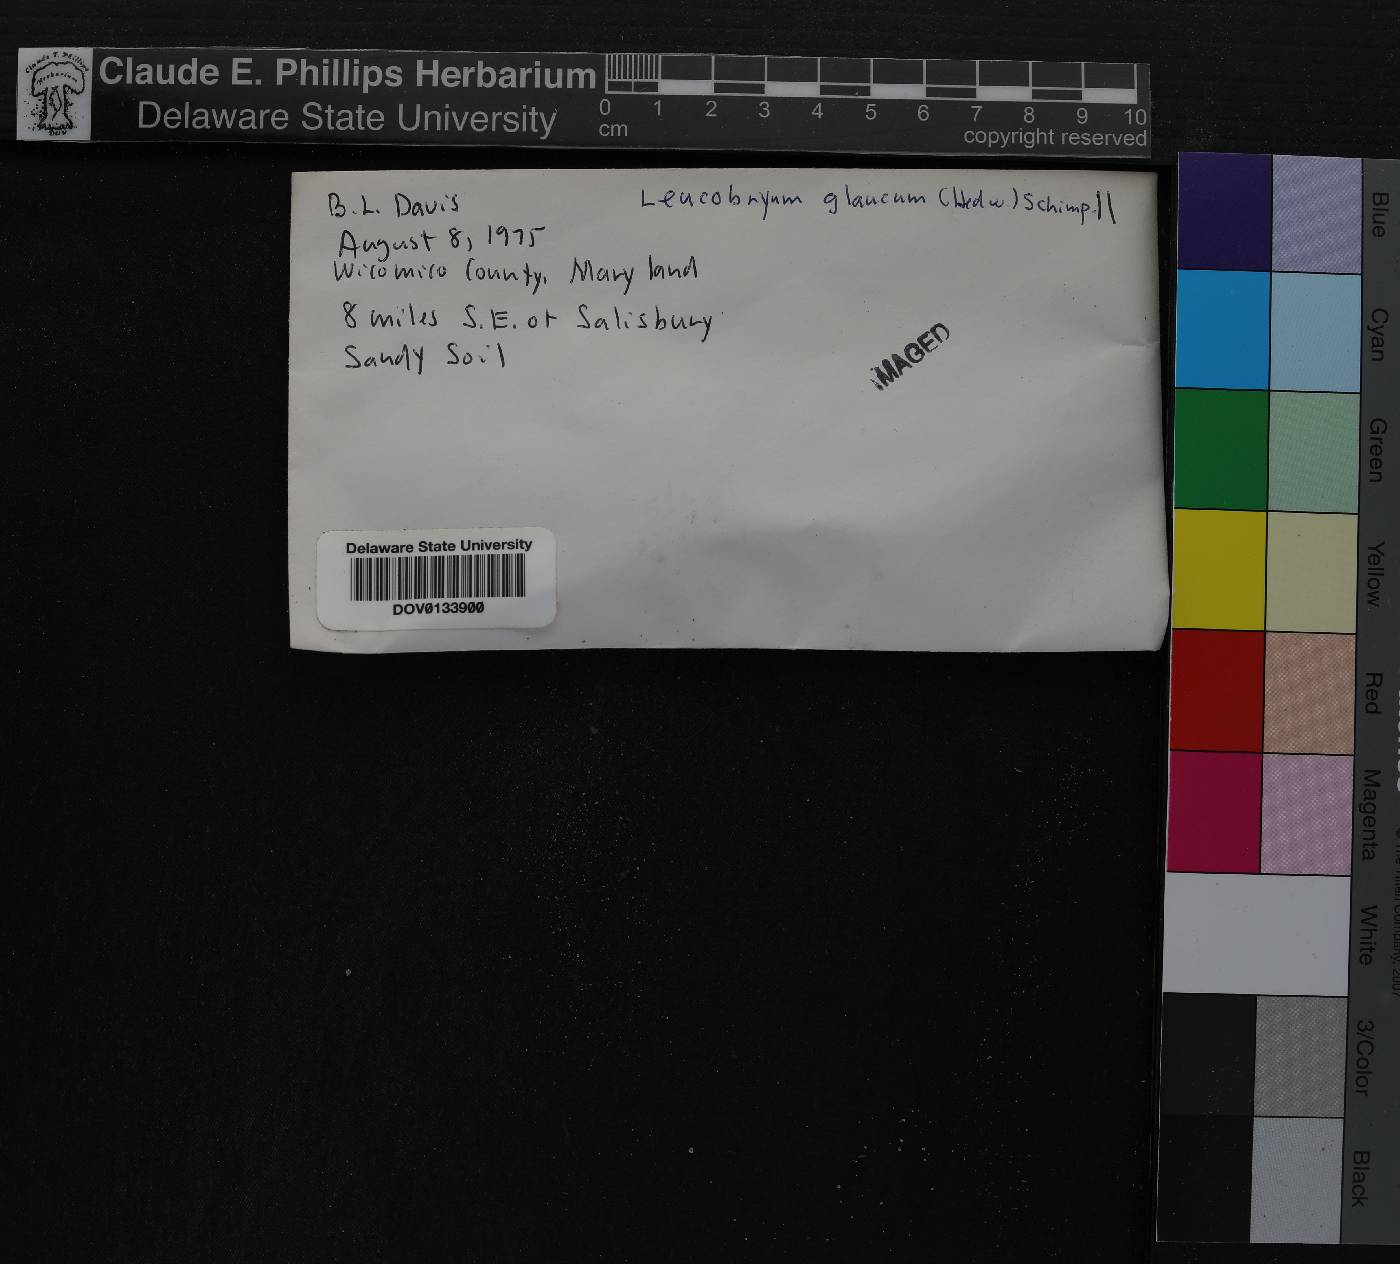 Claude E. Phillips Herbarium
Delaware State University
0 1 2 3 4 5 6 7 8 9 10
cm
copyright reserved
B.L. Davis
Leucobryum glaucum (Hedw.) Schimp.
August 8, 1975
Wicomico County, Maryland
8 miles S.E. of Salisbury
Sandy Soil
IMAGED
Delaware State University
DOV0133900
Blue
Cyan
Green
Yellow
Red
Magenta
White
3/Color
Black